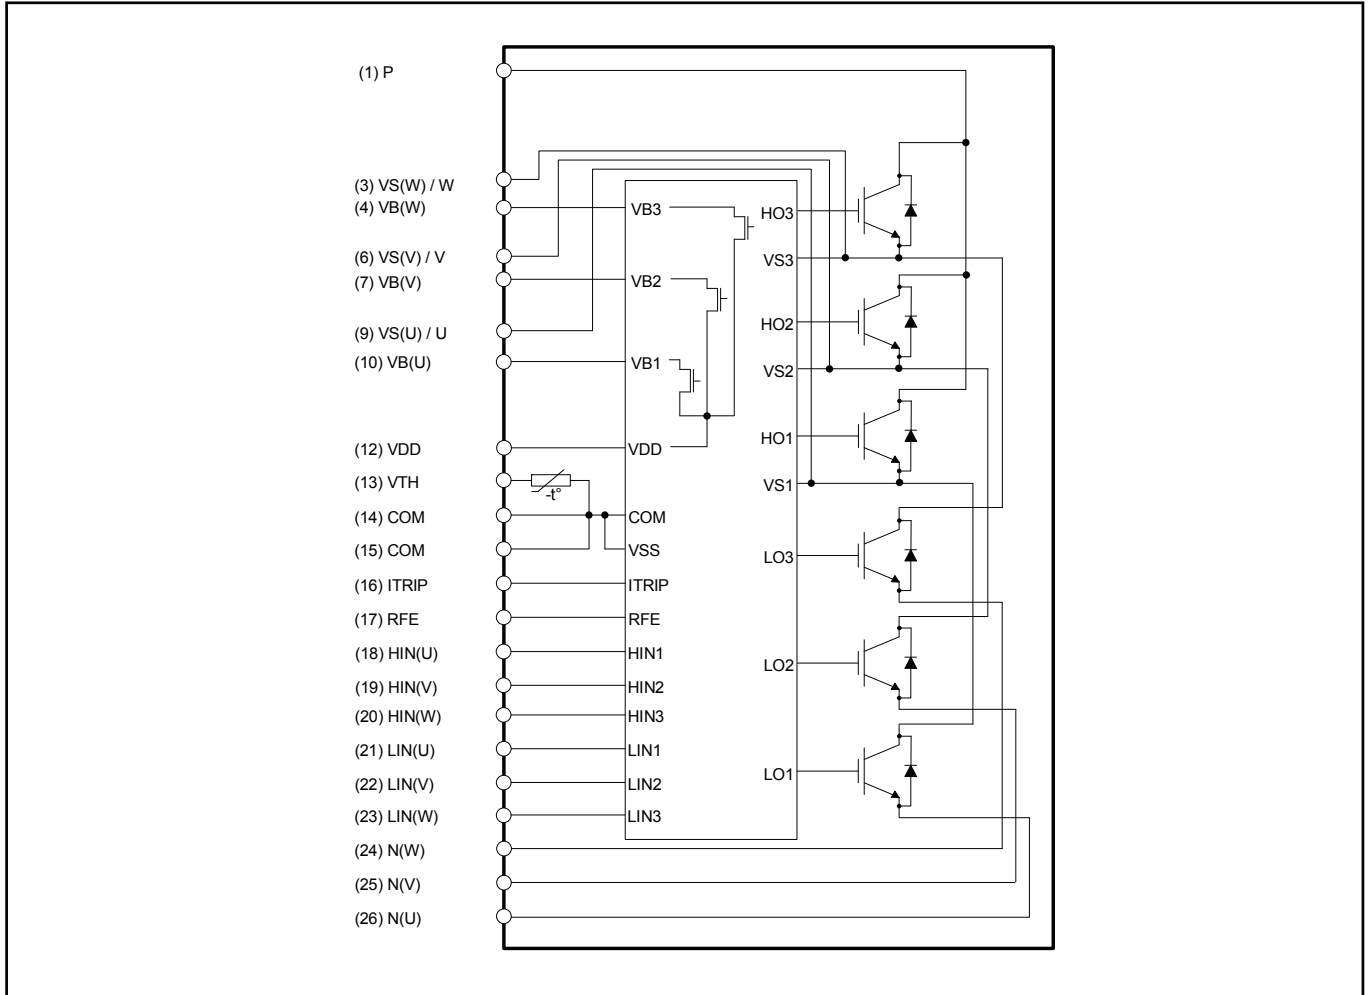 (1) P
(3) VS(W) / W
(4) VB(W)
(6) VS(V) / V
(7) VB(V)
(9) VS(U) / U
(10) VB(U)
(12) VDD
(13) VTH
(14) COM
(15) COM
(16) ITRIP
(17) RFE
(18) HIN(U)
(19) HIN(V)
(20) HIN(W)
(21) LIN(U)
(22) LIN(V)
(23) LIN(W)
(24) N(W)
(25) N(V)
(26) N(U)
-t°
VB3
VB2
VB1
VDD
COM
VSS
ITRIP
RFE
HIN1
HIN2
HIN3
LIN1
LIN2
LIN3
HO3
VS3
HO2
VS2
HO1
VS1
LO3
LO2
LO1